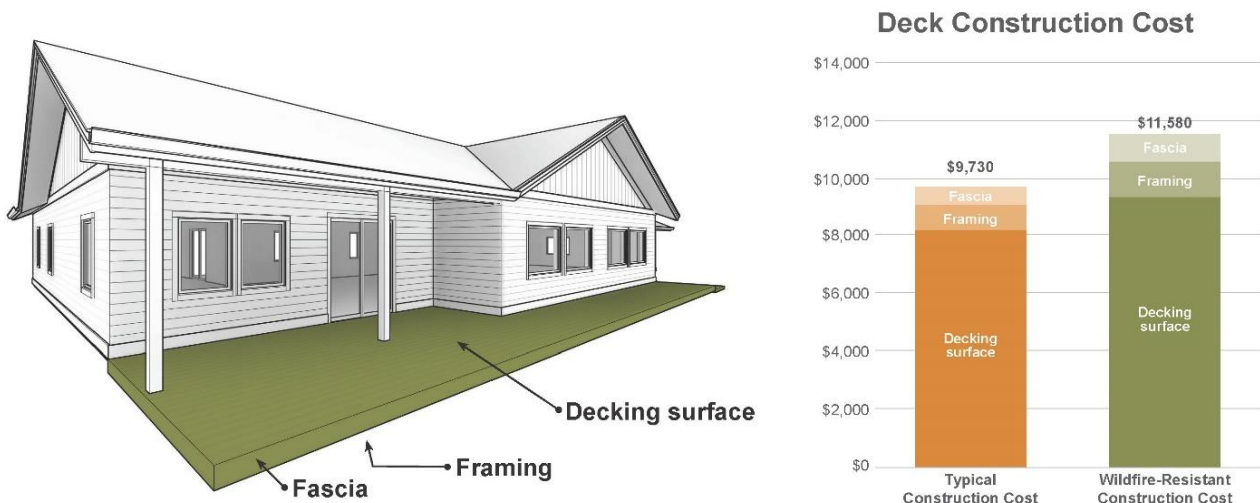 Decking surface
Framing
Fascia
Deck Construction Cost
$14,000
$12,000
$10,000
$8,000
$6,000
$4,000
$2,000
$0
$9,730
Fascia
Framing
Decking
surface
$11,580
Fascia
Framing
Decking
surface
Typical
Construction Cost
Wildfire-Resistant
Construction Cost